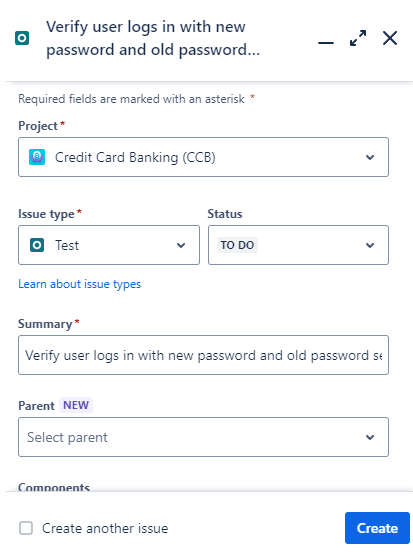 Verify user logs in with new
password and old password...
Required fields are marked with an asterisk *
Project*
Credit Card Banking (CCB)
Issue type* Status
Test TO DO
Learn about issue types
Summary*
Verify user logs in with new password and old password se
Parent NEW
Select parent
Components
Create another issue Create